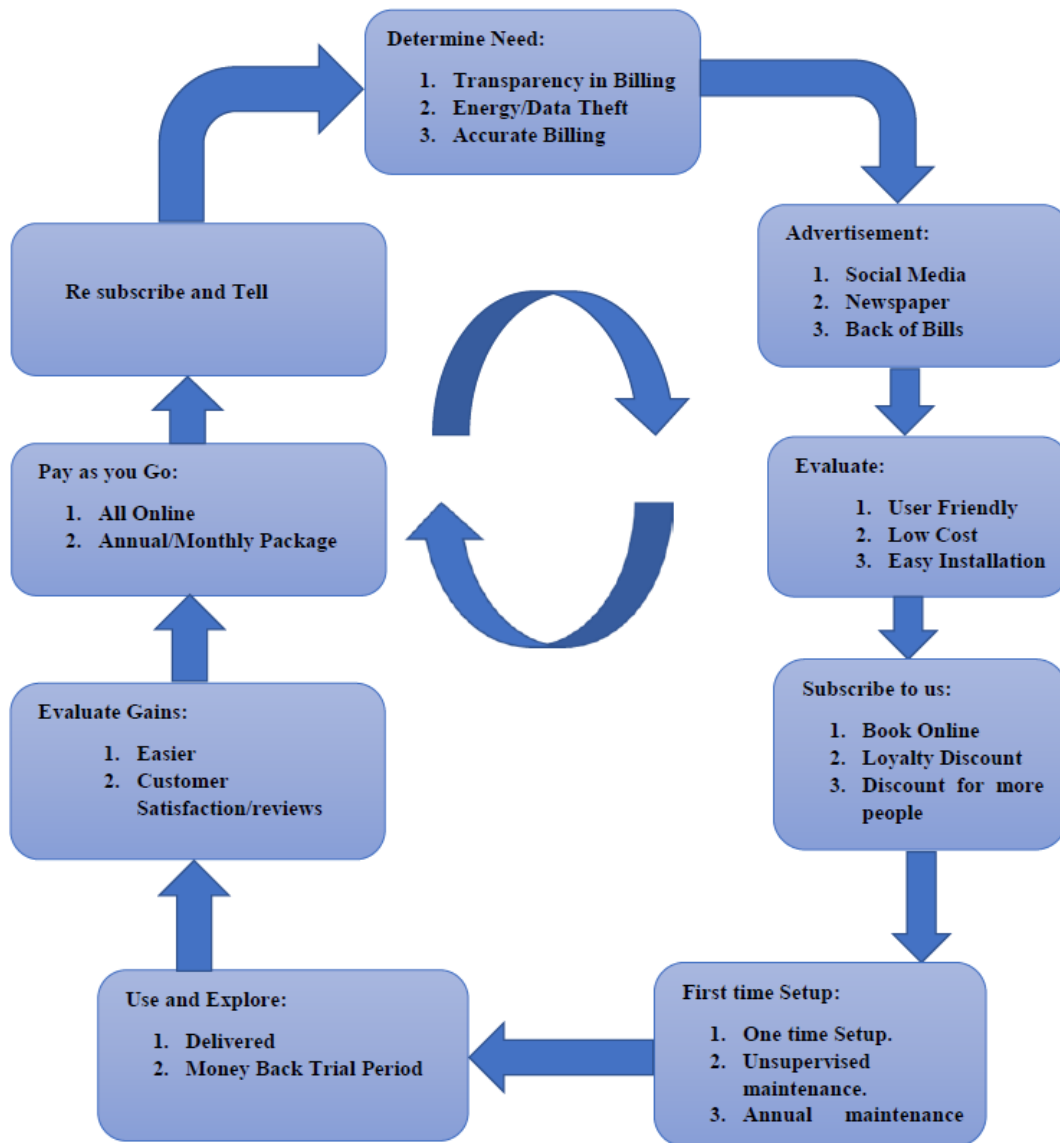 Determine Need:
1. Transparency in Billing
2. Energy/Data Theft
3. Accurate Billing
Advertisement:
1. Social Media
2. Newspaper
3. Back of Bills
Evaluate:
1. User Friendly
2. Low Cost
3. Easy Installation
Subscribe to us:
1. Book Online
2. Loyalty Discount
3. Discount for more
people
First time Setup:
1. One time Setup.
2. Unsupervised
maintenance.
3. Annual maintenance
Use and Explore:
1. Delivered
2. Money Back Trial Period
Evaluate Gains:
1. Easier
2. Customer
Satisfaction/reviews
Pay as you Go:
1. All Online
2. Annual/Monthly Package
Re subscribe and Tell